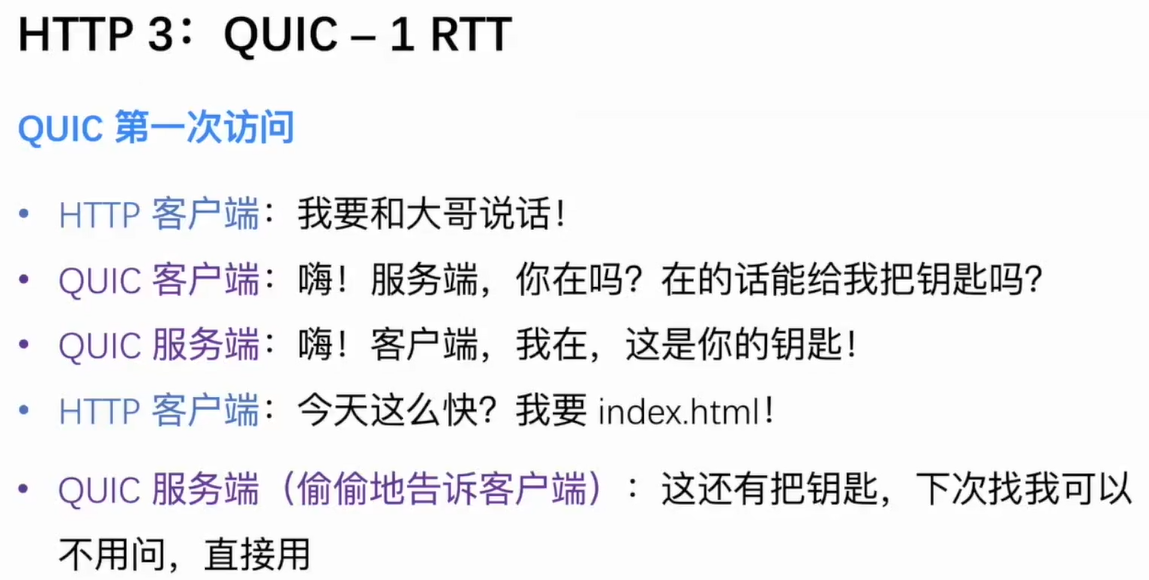 HTTP 3：QUIC – 1 RTT
QUIC 第一次访问
• HTTP 客户端：我要和大哥说话！
• QUIC 客户端：嗨！服务端，你在吗？在的话能给我把钥匙吗？
• QUIC 服务端：嗨！客户端，我在，这是你的钥匙！
• HTTP 客户端：今天这么快？我要 index.html！
• QUIC 服务端（偷偷地告诉客户端）：这还有把钥匙，下次找我可以
不用问，直接用